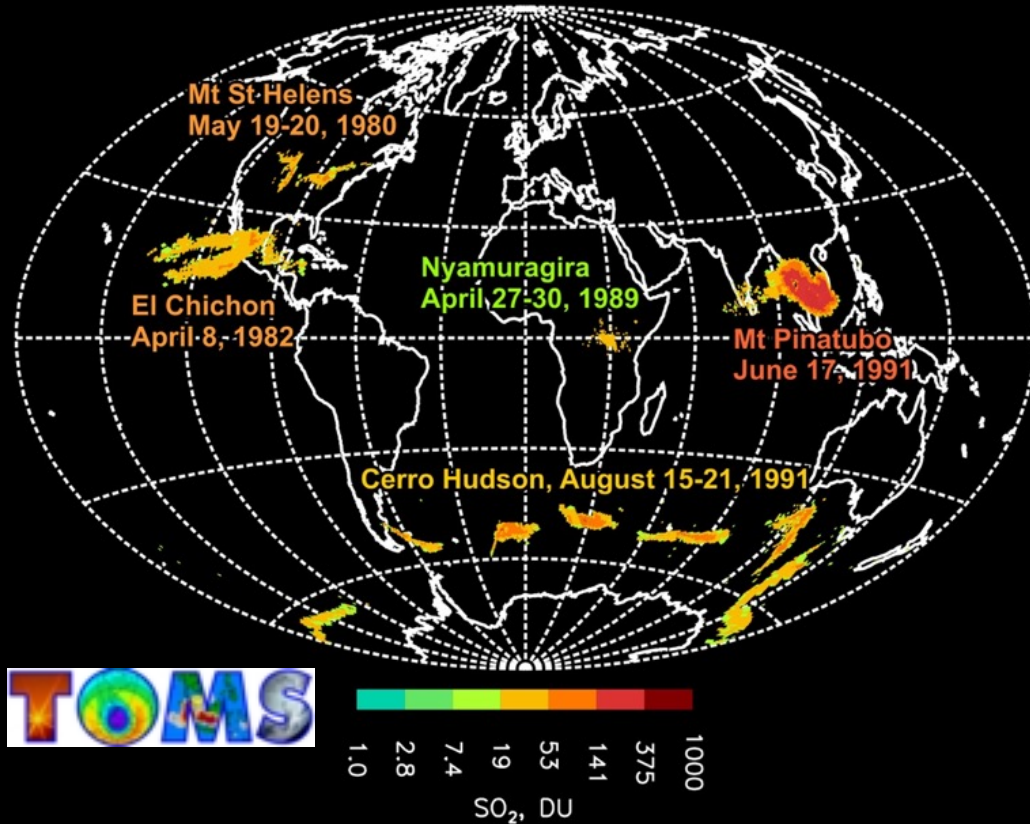 Mt St Helens
May 19-20, 1980
Nyamuragira
April 27-30, 1989
El Chichon
April 8, 1982
Mt Pinatubo
June 17, 1991
Cerro Hudson, August 15-21, 1991
TOMS
1.0 2.8 7.4 19 53 141 375 1000
SO₂, DU